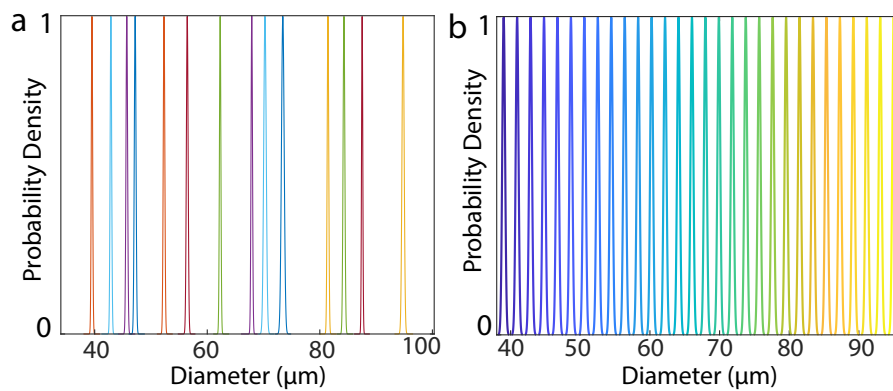 a
1
Probability Density
0
40 60 80 100
Diameter (µm)
b
1
Probability Density
0
40 50 60 70 80 90
Diameter (µm)